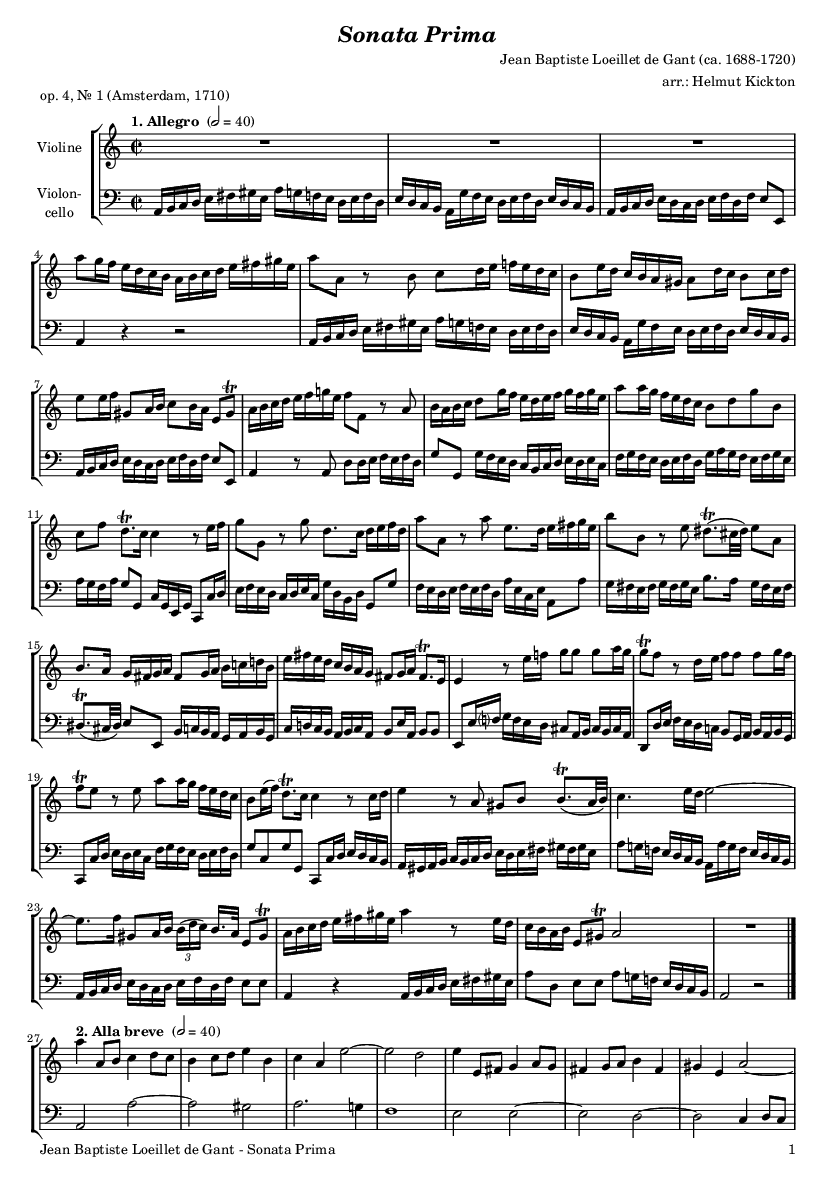 Sonata Prima
Jean Baptiste Loeillet de Gant (ca. 1688-1720)
arr.: Helmut Kickton
op. 4, № 1 (Amsterdam, 1710)
1. Allegro (𝅗𝅥 = 40)
Violine
Violon-
cello
4
7
11
15
19
23
3
27
2. Alla breve (𝅗𝅥 = 40)
Jean Baptiste Loeillet de Gant - Sonata Prima 1